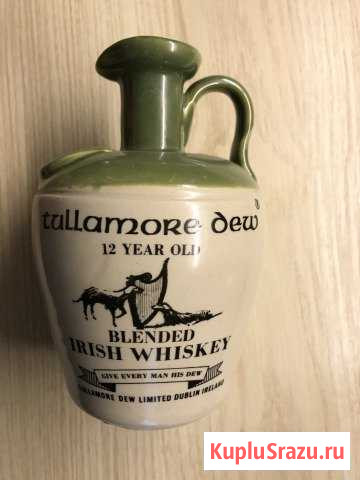 tullamore dew
12 YEAR OLD
BLENDED
IRISH WHISKEY
GIVE EVERY MAN HIS DEW
TULLAMORE DEW LIMITED DUBLIN IRELAND
KupluSrazu.ru